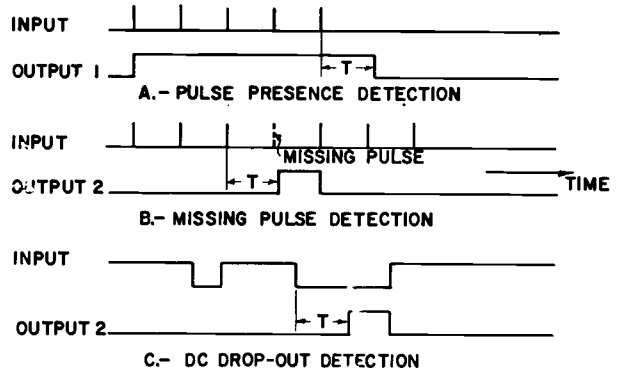 INPUT
OUTPUT 1
T
A.- PULSE PRESENCE DETECTION
INPUT
MISSING PULSE
OUTPUT 2
T
TIME
B.- MISSING PULSE DETECTION
INPUT
OUTPUT 2
T
C.- DC DROP-OUT DETECTION